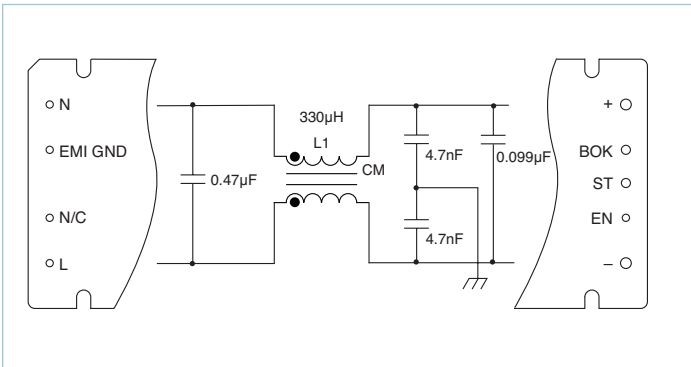 N
EMI GND
N/C
L
0.47µF
330µH
L1
CM
4.7nF
4.7nF
0.099µF
+
BOK
ST
EN
–